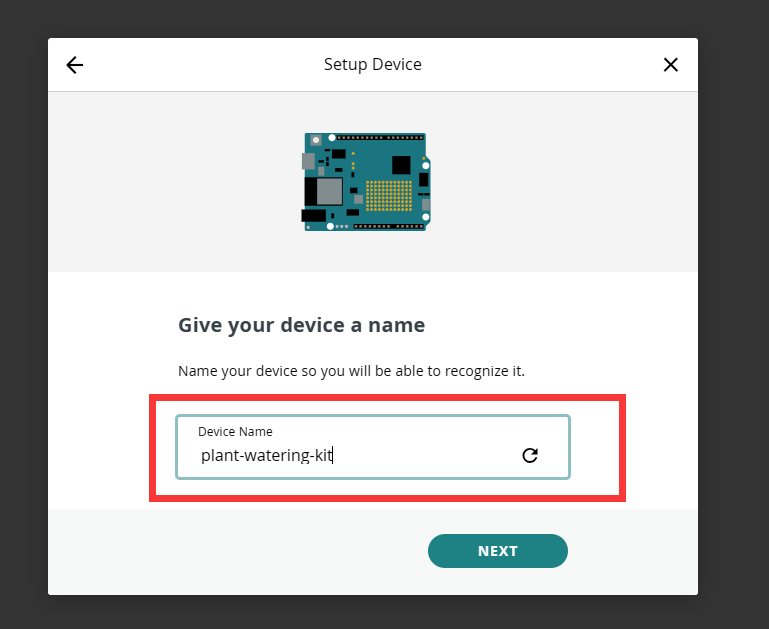 Setup Device
Give your device a name
Name your device so you will be able to recognize it.
Device Name
plant-watering-kit
NEXT